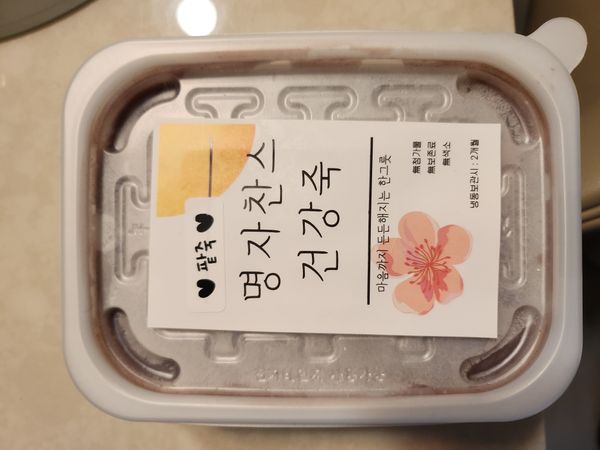 ♥ 팥죽 ♥
명자찬스
건강죽
마음까지 든든해지는 한그릇
無첨가물
無보존료
無색소
냉동보관시 : 2개월